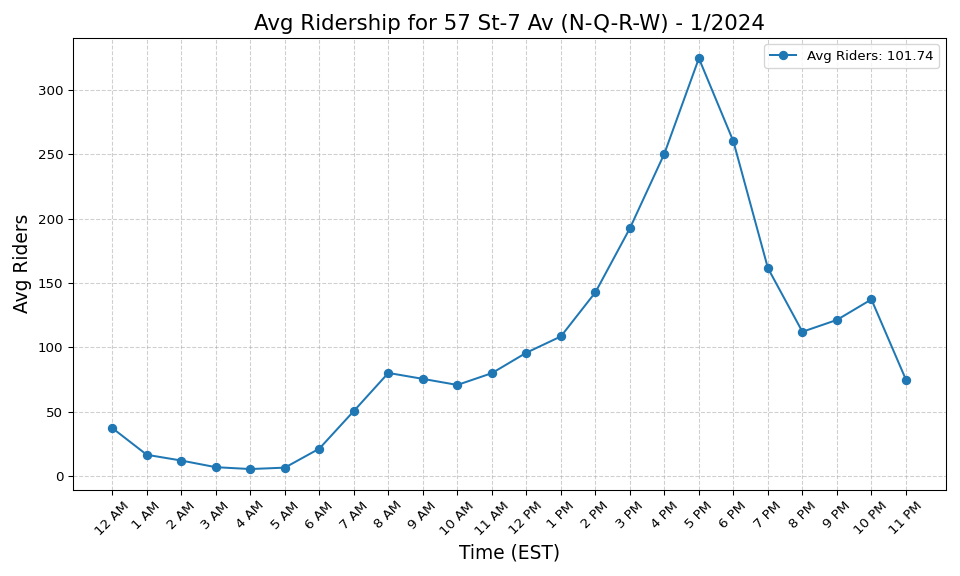 Avg Ridership for 57 St-7 Av (N-Q-R-W) - 1/2024
Avg Riders: 101.74
Avg Riders
300
250
200
150
100
50
0
12 AM
1 AM
2 AM
3 AM
4 AM
5 AM
6 AM
7 AM
8 AM
9 AM
10 AM
11 AM
12 PM
1 PM
2 PM
3 PM
4 PM
5 PM
6 PM
7 PM
8 PM
9 PM
10 PM
11 PM
Time (EST)